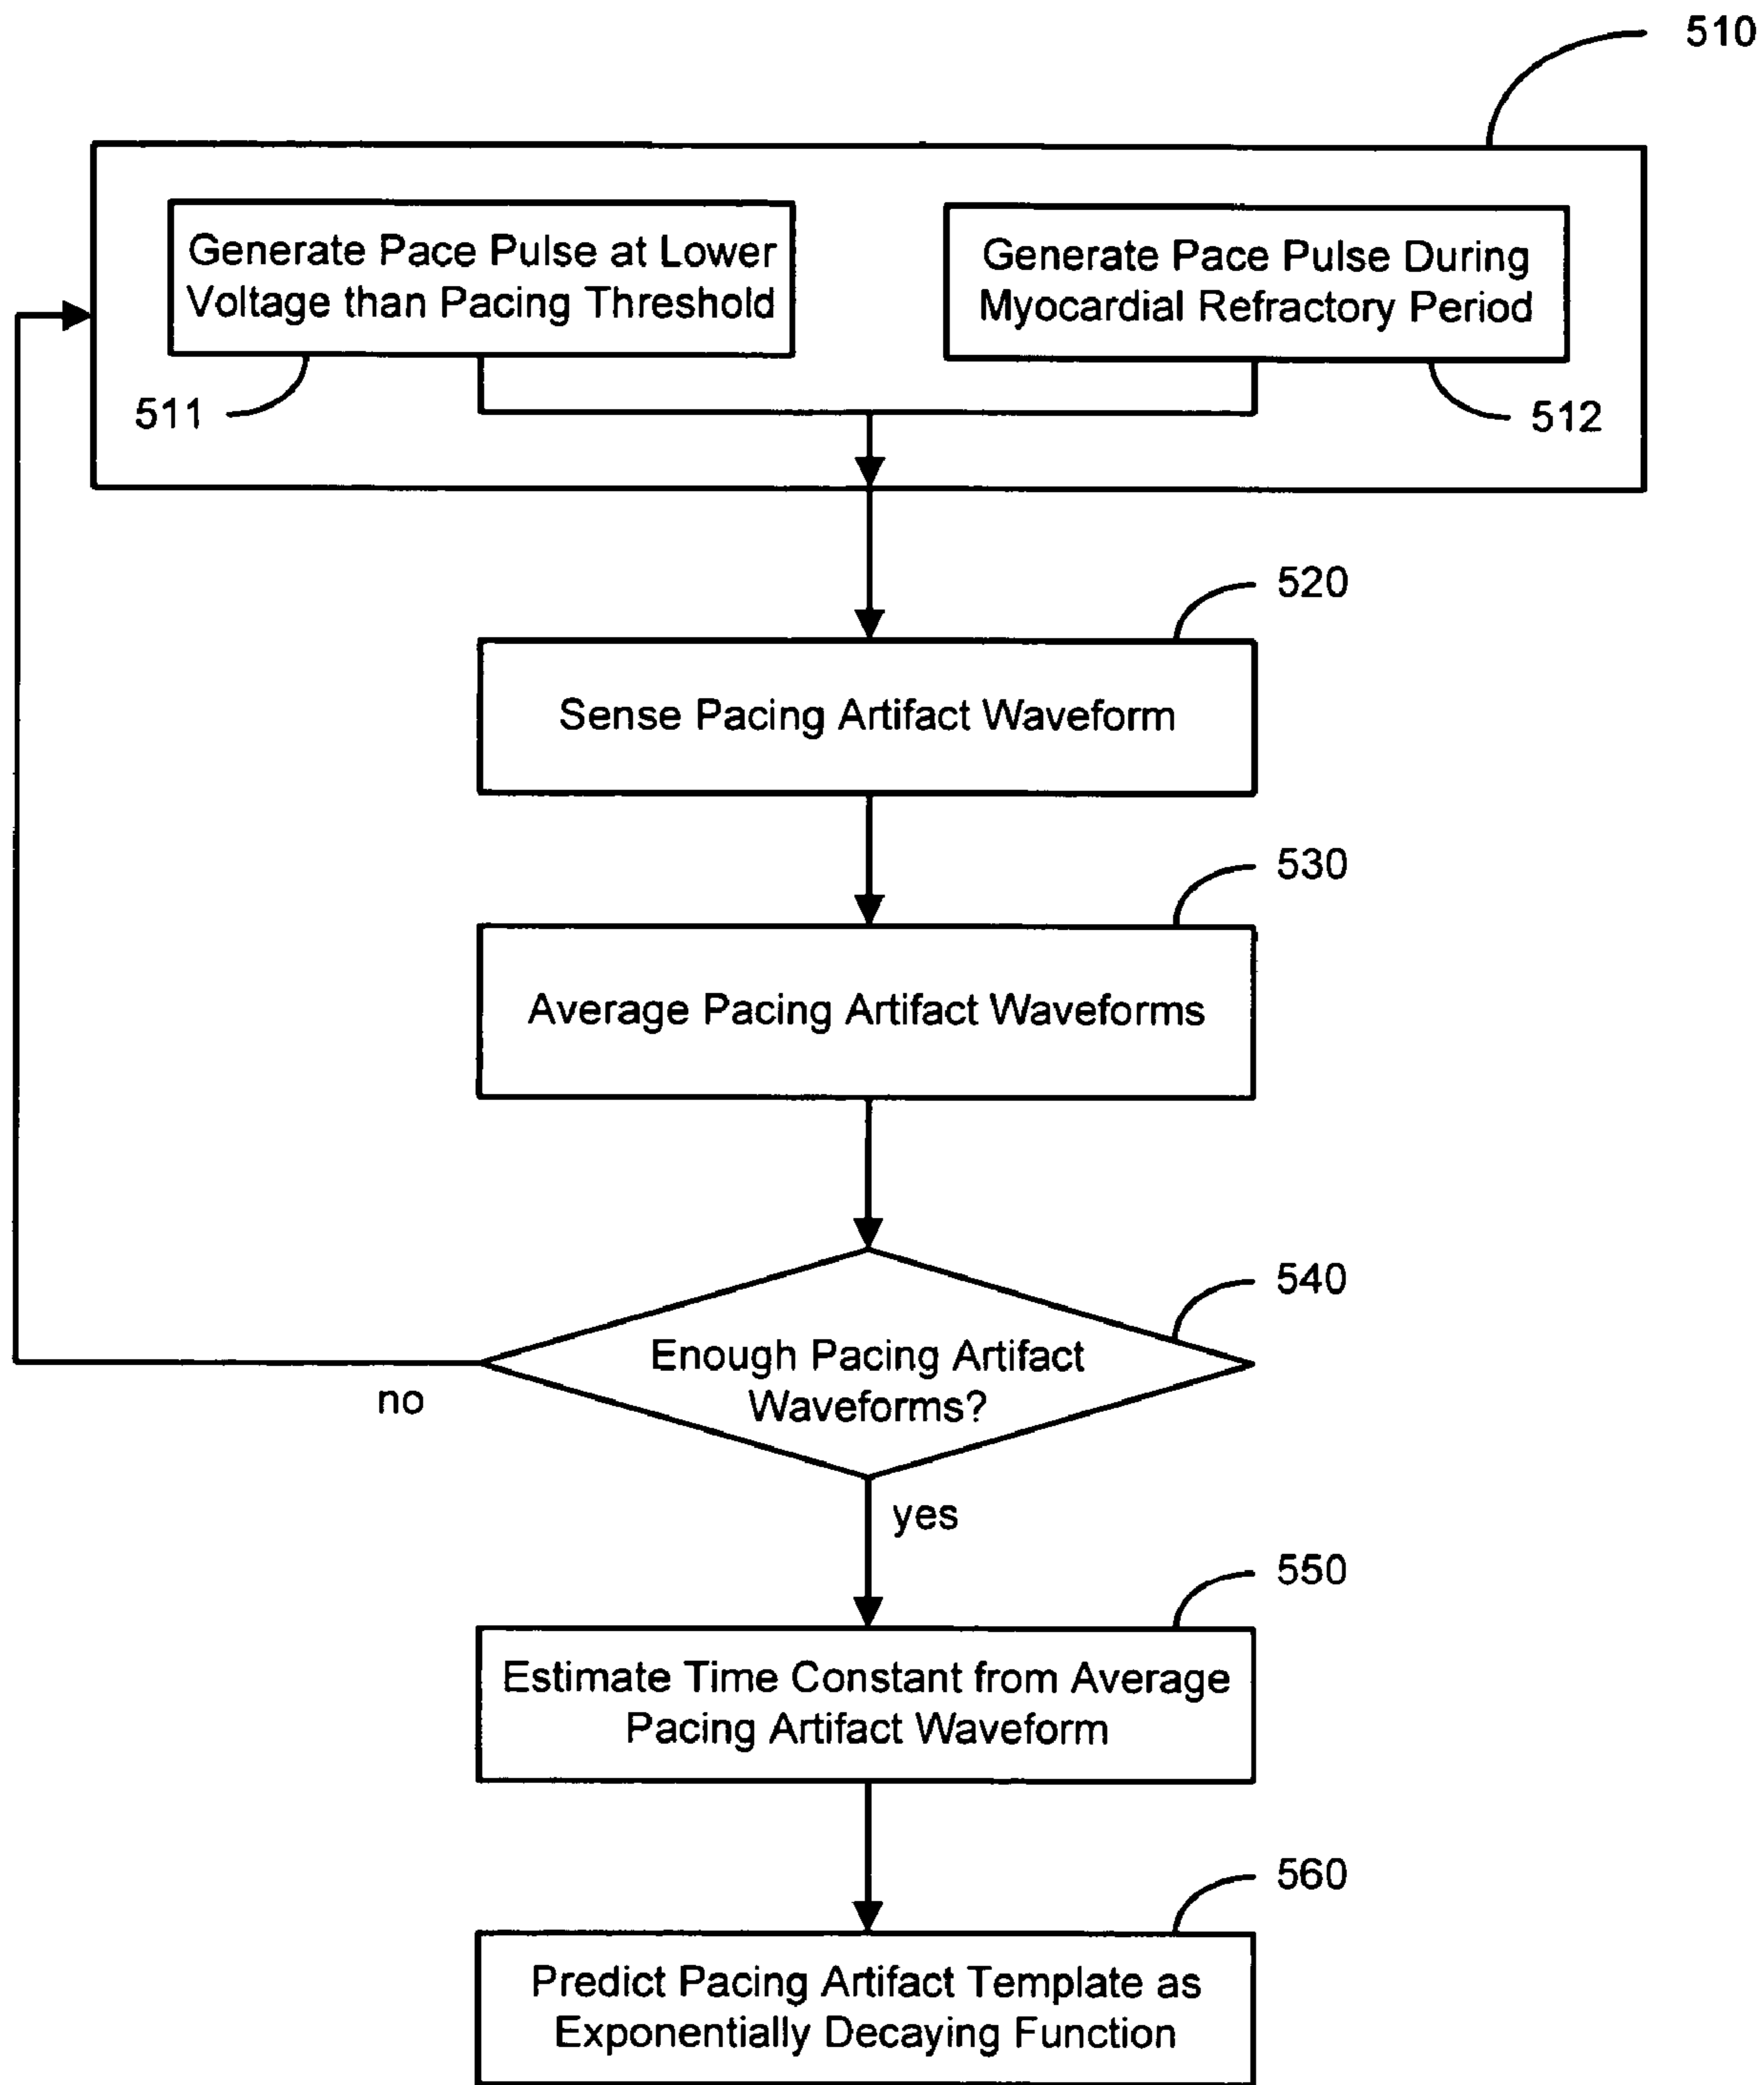 510
Generate Pace Pulse at Lower
Voltage than Pacing Threshold
Generate Pace Pulse During
Myocardial Refractory Period
511
512
520
Sense Pacing Artifact Waveform
530
Average Pacing Artifact Waveforms
540
Enough Pacing Artifact
Waveforms?
no
yes
550
Estimate Time Constant from Average
Pacing Artifact Waveform
560
Predict Pacing Artifact Template as
Exponentially Decaying Function